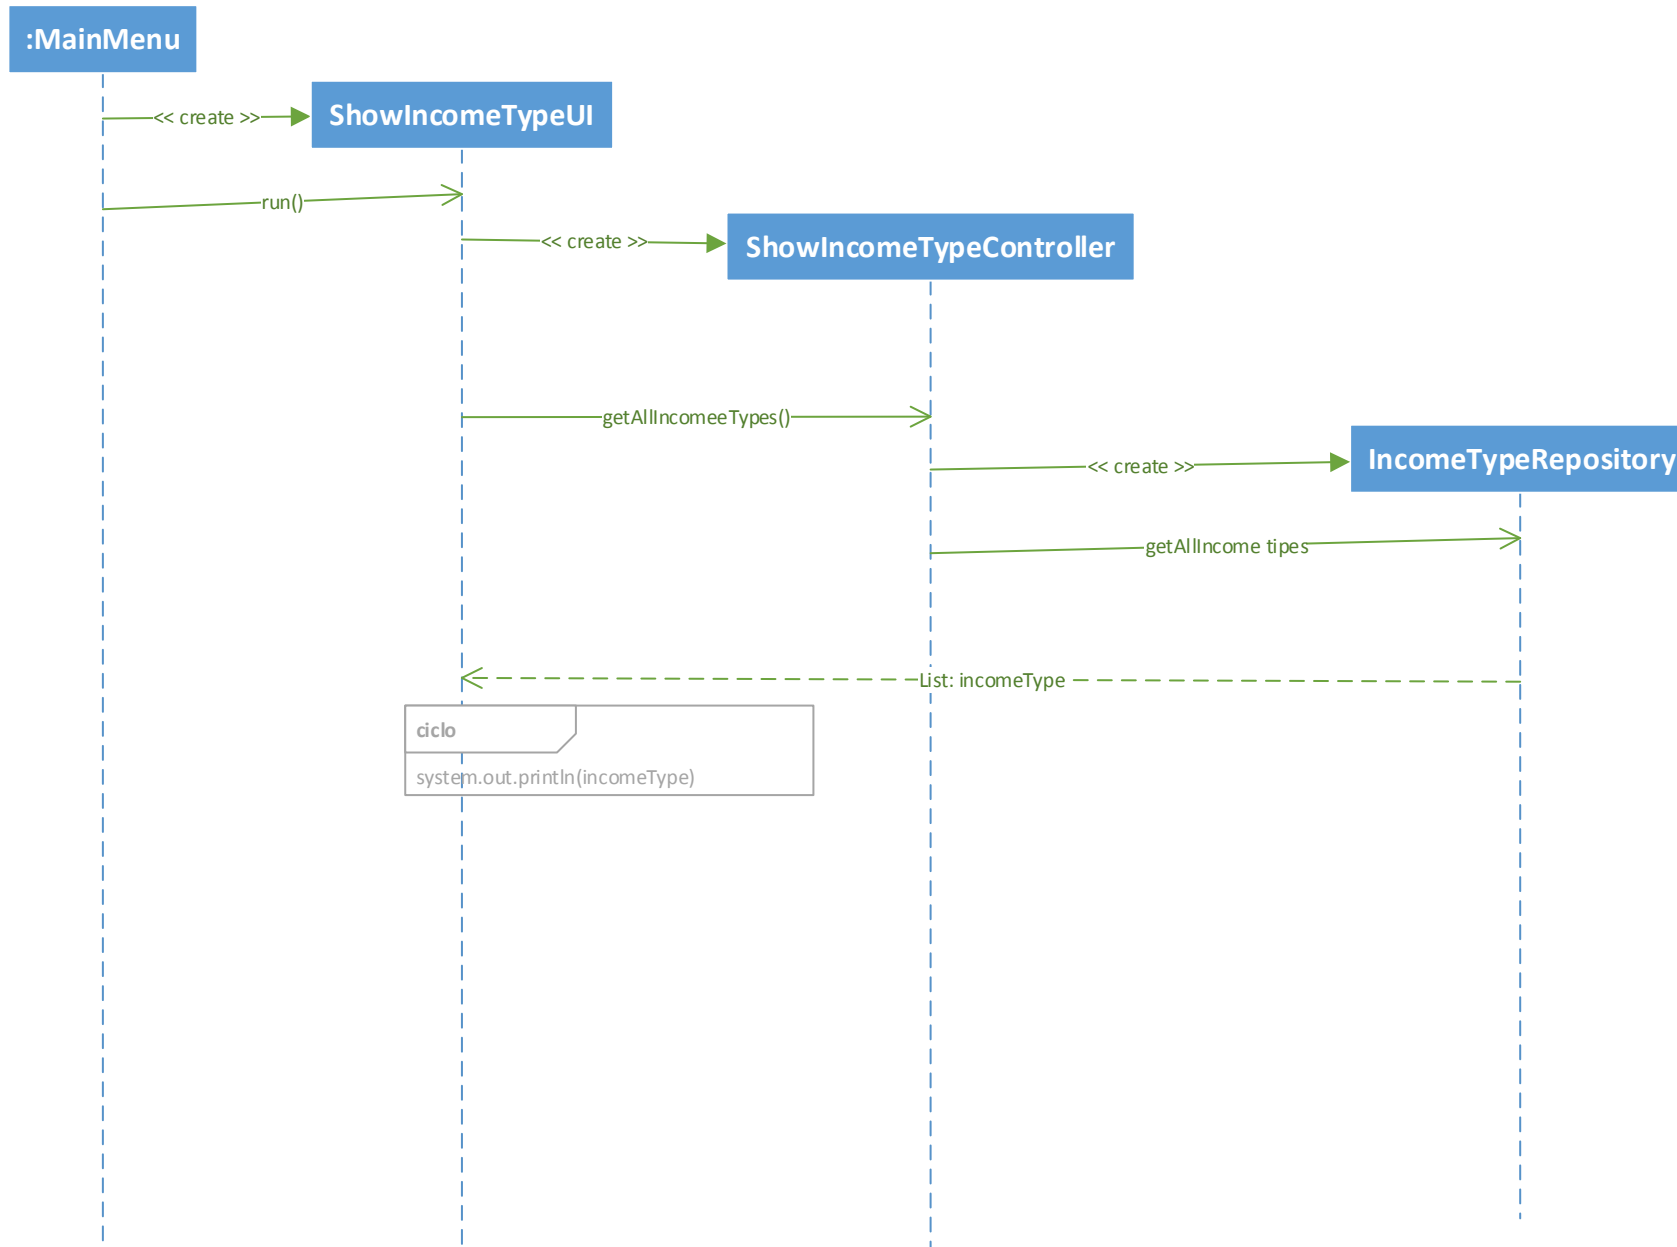 :MainMenu
<< create >>
ShowIncomeTypeUI
run()
<< create >>
ShowIncomeTypeController
getAllIncomeeTypes()
<< create >>
IncomeTypeRepository
getAllIncome tipes
List: incomeType
ciclo
system.out.println(incomeType)